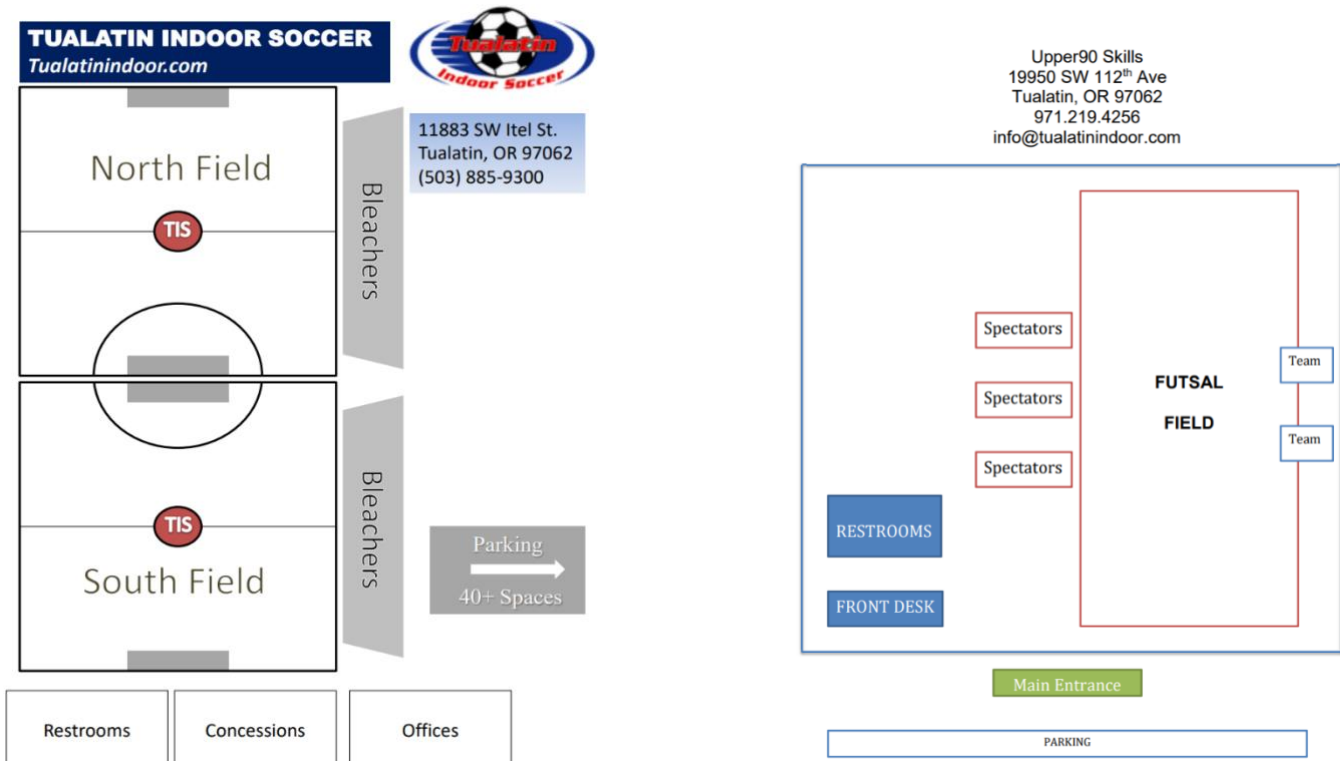 TUALATIN INDOOR SOCCER
Tualatinindoor.com
Tualatin
Indoor Soccer
11883 SW Itel St.
Tualatin, OR 97062
(503) 885-9300
North Field
TIS
Bleachers
Bleachers
TIS
South Field
Parking
40+ Spaces
Restrooms
Concessions
Offices
Upper90 Skills
19950 SW 112th Ave
Tualatin, OR 97062
971.219.4256
info@tualatinindoor.com
Spectators
Spectators
Spectators
FUTSAL
FIELD
Team
Team
RESTROOMS
FRONT DESK
Main Entrance
PARKING